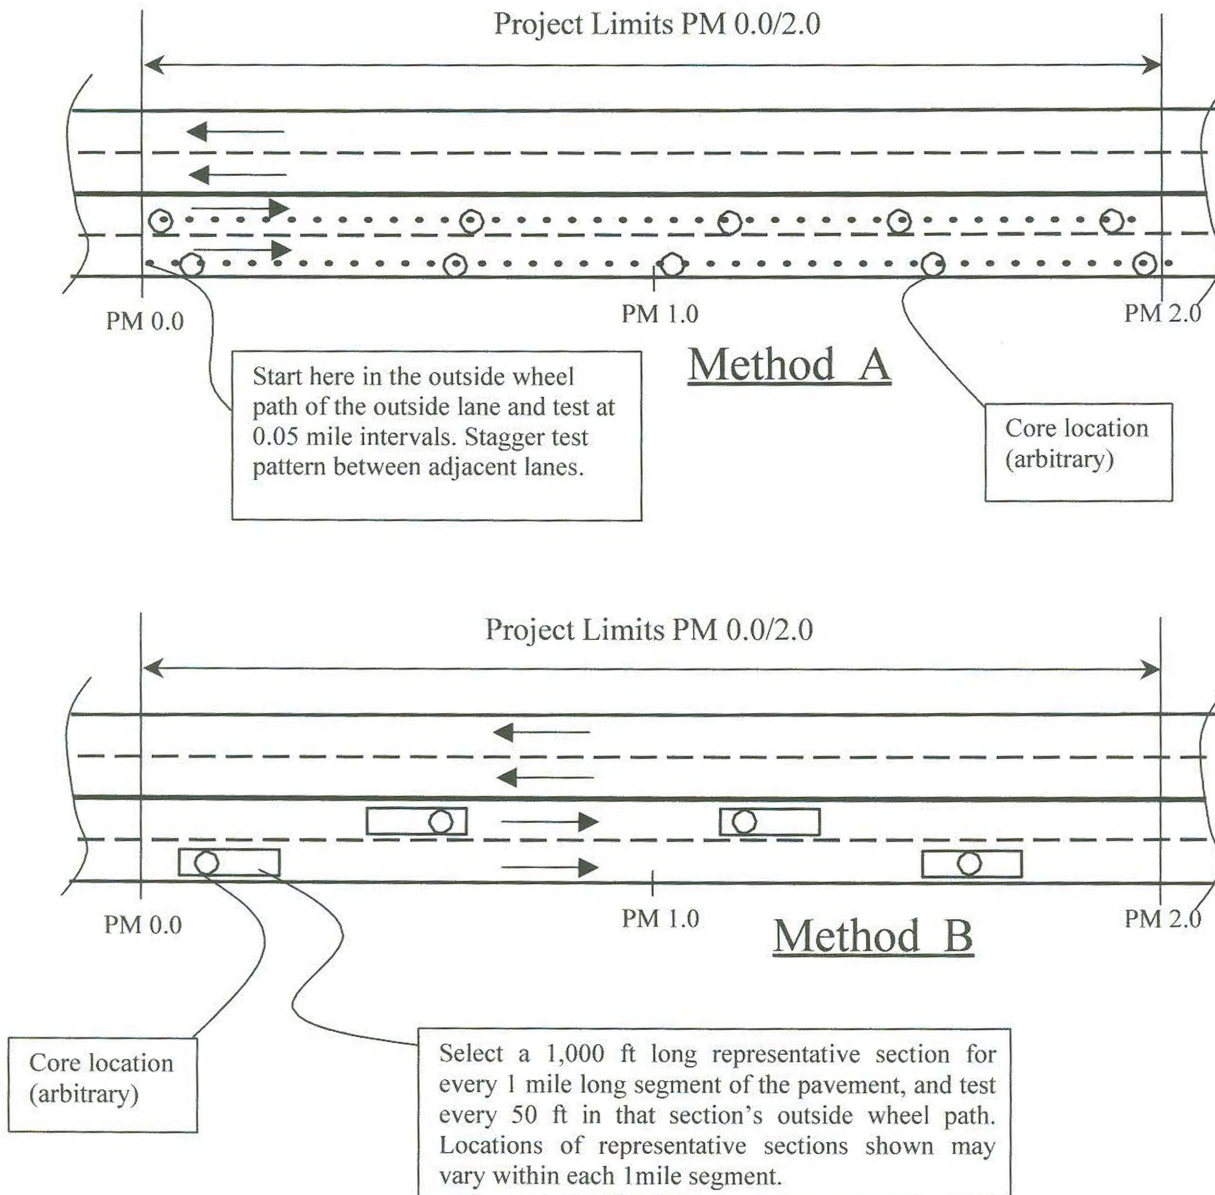 Project Limits PM 0.0/2.0
PM 0.0
PM 1.0
PM 2.0
Method A
Start here in the outside wheel
path of the outside lane and test at
0.05 mile intervals. Stagger test
pattern between adjacent lanes.
Core location
(arbitrary)
Project Limits PM 0.0/2.0
PM 0.0
PM 1.0
PM 2.0
Method B
Core location
(arbitrary)
Select a 1,000 ft long representative section for
every 1 mile long segment of the pavement, and test
every 50 ft in that section's outside wheel path.
Locations of representative sections shown may
vary within each 1mile segment.